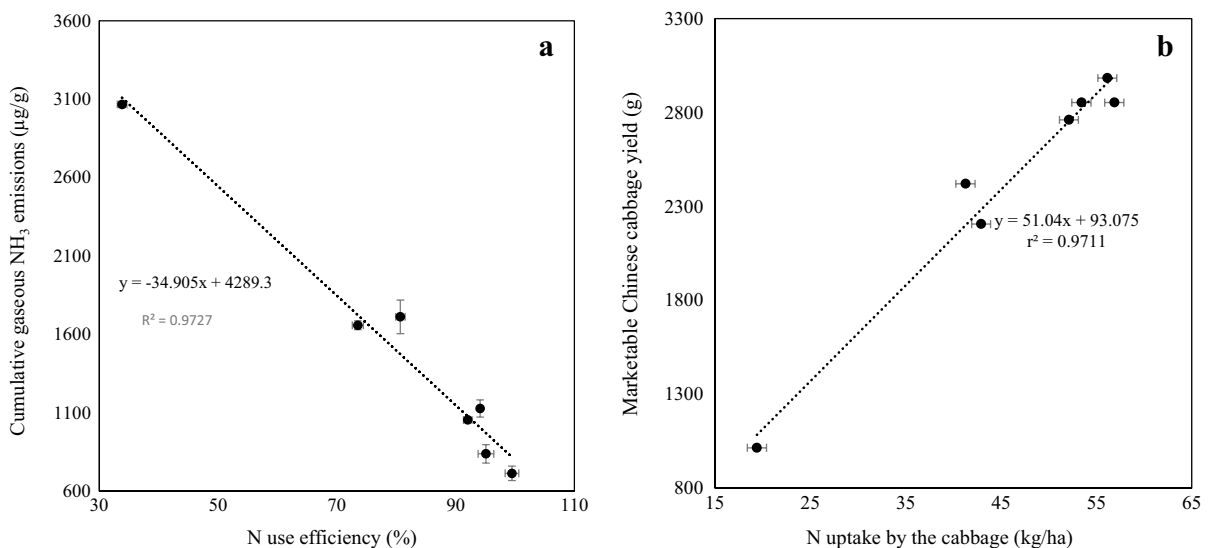 a
Cumulative gaseous NH₃ emissions (µg/g)
3600
3100
2600
2100
1600
1100
600
y = -34.905x + 4289.3
R² = 0.9727
30
50
70
90
110
N use efficiency (%)
b
Marketable Chinese cabbage yield (g)
3300
2800
2300
1800
1300
800
y = 51.04x + 93.075
r² = 0.9711
15
25
35
45
55
65
N uptake by the cabbage (kg/ha)